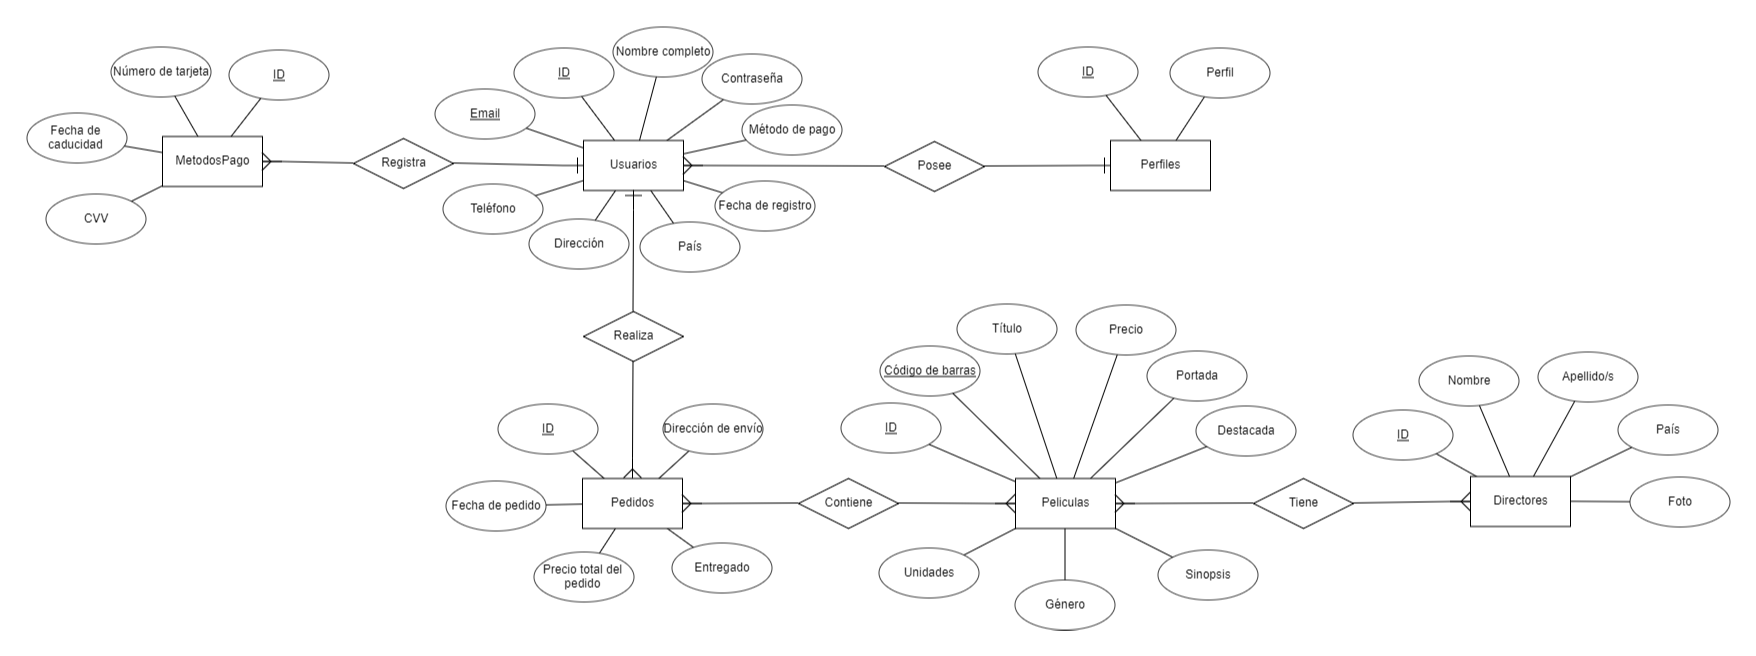 Número de tarjeta
ID
Fecha de
caducidad
MetodosPago
CVV
Registra
Nombre completo
ID
Contraseña
Email
Método de pago
Usuarios
Teléfono
Fecha de registro
Dirección
País
Posee
ID
Perfil
Perfiles
Realiza
ID
Dirección de envío
Fecha de pedido
Pedidos
Precio total del
pedido
Entregado
Contiene
Título
Precio
Código de barras
Portada
ID
Destacada
Peliculas
Unidades
Género
Sinopsis
Tiene
Nombre
Apellido/s
ID
País
Directores
Foto